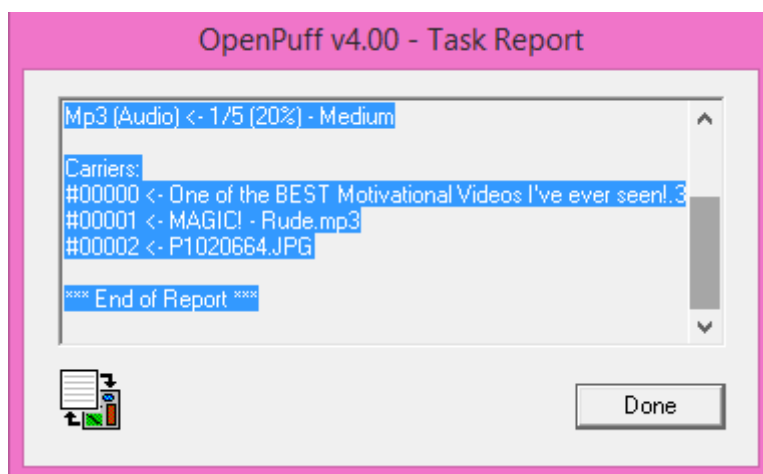 OpenPuff v4.00 - Task Report
Mp3 (Audio) <- 1/5 (20%) - Medium
Carriers:
#00000 <- One of the BEST Motivational Videos I've ever seen!.3
#00001 <- MAGIC! - Rude.mp3
#00002 <- P1020664.JPG
*** End of Report ***
Done